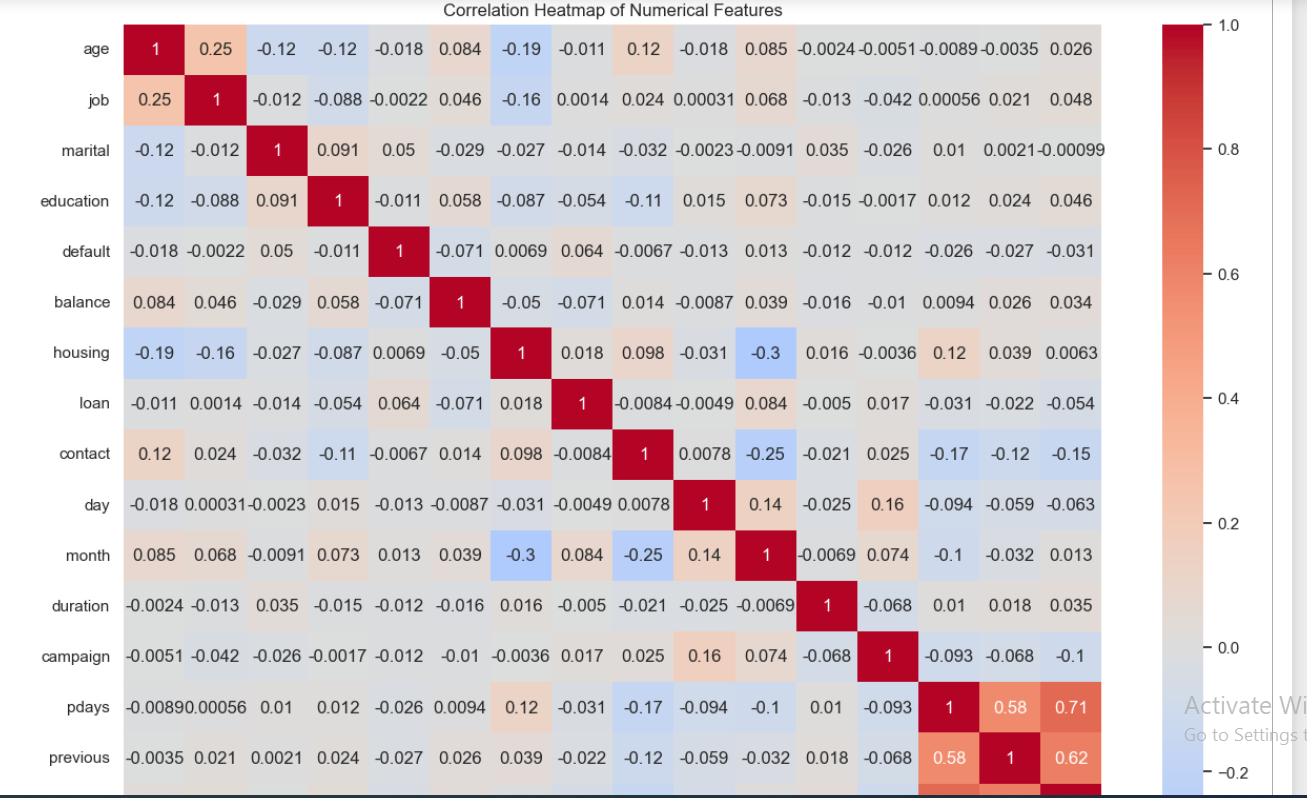 Correlation Heatmap of Numerical Features
1.0
age 1 0.25 -0.12 -0.12 -0.018 0.084 -0.19 -0.011 0.12 -0.018 0.085 -0.0024 -0.0051 -0.0089 -0.0035 0.026
job 0.25 1 -0.012 -0.088 -0.0022 0.046 -0.16 0.0014 0.024 0.00031 0.068 -0.013 -0.042 0.00056 0.021 0.048
marital -0.12 -0.012 1 0.091 0.05 -0.029 -0.027 -0.014 -0.032 -0.0023 -0.0091 0.035 -0.026 0.01 0.0021 -0.00099
0.8
education -0.12 -0.088 0.091 1 -0.011 0.058 -0.087 -0.054 -0.11 0.015 0.073 -0.015 -0.0017 0.012 0.024 0.046
default -0.018 -0.0022 0.05 -0.011 1 -0.071 0.0069 0.064 -0.0067 -0.013 0.013 -0.012 -0.012 -0.026 -0.027 -0.031
0.6
balance 0.084 0.046 -0.029 0.058 -0.071 1 -0.05 -0.071 0.014 -0.0087 0.039 -0.016 -0.01 0.0094 0.026 0.034
housing -0.19 -0.16 -0.027 -0.087 0.0069 -0.05 1 0.018 0.098 -0.031 -0.3 0.016 -0.0036 0.12 0.039 0.0063
loan -0.011 0.0014 -0.014 -0.054 0.064 -0.071 0.018 1 -0.0084 -0.0049 0.084 -0.005 0.017 -0.031 -0.022 -0.054
0.4
contact 0.12 0.024 -0.032 -0.11 -0.0067 0.014 0.098 -0.0084 1 0.0078 -0.25 -0.021 0.025 -0.17 -0.12 -0.15
day -0.018 0.00031 -0.0023 0.015 -0.013 -0.0087 -0.031 -0.0049 0.0078 1 0.14 -0.025 0.16 -0.094 -0.059 -0.063
0.2
month 0.085 0.068 -0.0091 0.073 0.013 0.039 -0.3 0.084 -0.25 0.14 1 -0.0069 0.074 -0.1 -0.032 0.013
duration -0.0024 -0.013 0.035 -0.015 -0.012 -0.016 0.016 -0.005 -0.021 -0.025 -0.0069 1 -0.068 0.01 0.018 0.035
campaign -0.0051 -0.042 -0.026 -0.0017 -0.012 -0.01 -0.0036 0.017 0.025 0.16 0.074 -0.068 1 -0.093 -0.068 -0.1
0.0
pdays -0.0089 0.00056 0.01 0.012 -0.026 0.0094 0.12 -0.031 -0.17 -0.094 -0.1 0.01 -0.093 1 0.58 0.71
Activate Wi
Go to Settings t
previous -0.0035 0.021 0.0021 0.024 -0.027 0.026 0.039 -0.022 -0.12 -0.059 -0.032 0.018 -0.068 0.58 1 0.62
-0.2